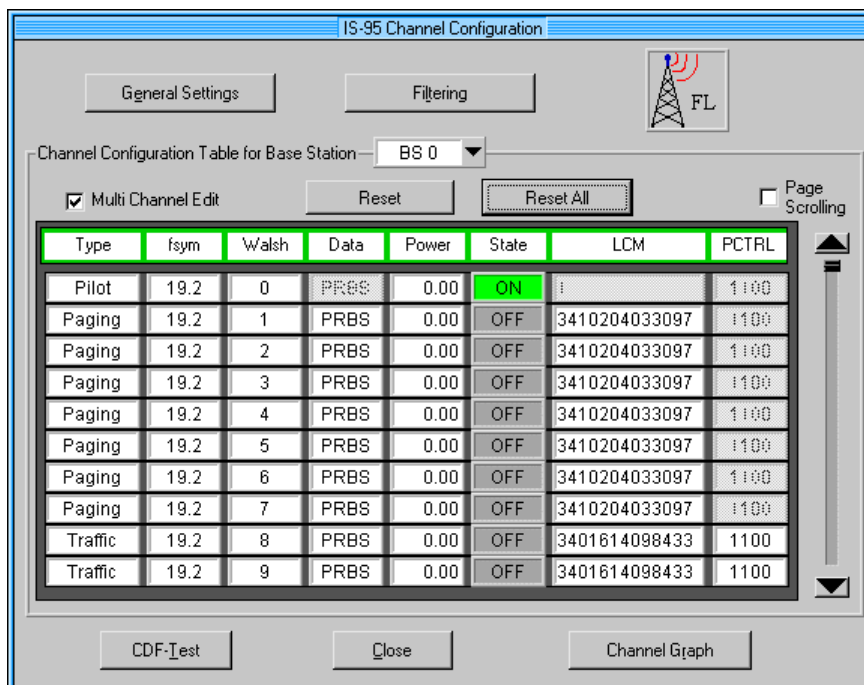 IS-95 Channel Configuration
General Settings Filtering
FL
Channel Configuration Table for Base Station BS 0
Multi Channel Edit Reset Reset All Page Scrolling
Type fsym Walsh Data Power State LCM PCTRL
Pilot 19.2 0 PRBS 0.00 ON 1100
Paging 19.2 1 PRBS 0.00 OFF 3410204033097 1100
Paging 19.2 2 PRBS 0.00 OFF 3410204033097 1100
Paging 19.2 3 PRBS 0.00 OFF 3410204033097 1100
Paging 19.2 4 PRBS 0.00 OFF 3410204033097 1100
Paging 19.2 5 PRBS 0.00 OFF 3410204033097 1100
Paging 19.2 6 PRBS 0.00 OFF 3410204033097 1100
Paging 19.2 7 PRBS 0.00 OFF 3410204033097 1100
Traffic 19.2 8 PRBS 0.00 OFF 3401614098433 1100
Traffic 19.2 9 PRBS 0.00 OFF 3401614098433 1100
CDF-Test Close Channel Graph